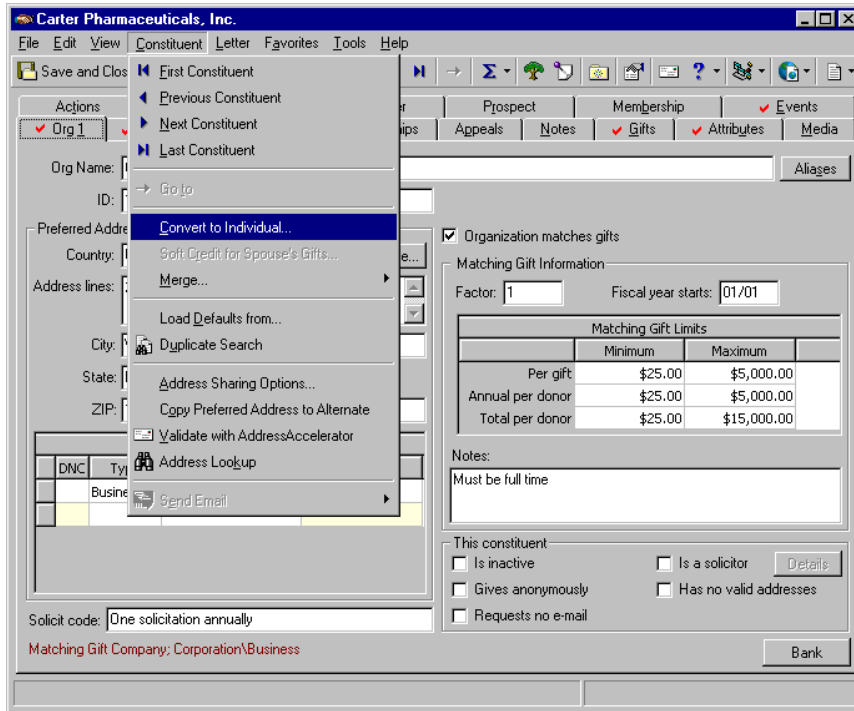 Carter Pharmaceuticals, Inc.
File Edit View Constituent Letter Favorites Tools Help
Save and Clos
First Constituent
Previous Constituent
Next Constituent
Last Constituent
Go to
Convert to Individual...
Soft Credit for Spouse's Gifts...
Merge...
Load Defaults from...
Duplicate Search
Address Sharing Options...
Copy Preferred Address to Alternate
Validate with AddressAccelerator
Address Lookup
Send Email
Actions Prospect Membership Events
Org 1 Appeals Notes Gifts Attributes Media
Org Name: Aliases
ID:
Preferred Addre
Country:
Address lines:
City:
State:
ZIP:
DNC Ty
Busine
Solicit code: One solicitation annually
Matching Gift Company; Corporation\Business
Organization matches gifts
Matching Gift Information
Factor: 1 Fiscal year starts: 01/01
Matching Gift Limits
Minimum Maximum
Per gift $25.00 $5,000.00
Annual per donor $25.00 $5,000.00
Total per donor $25.00 $15,000.00
Notes:
Must be full time
This constituent
Is inactive Is a solicitor Details
Gives anonymously Has no valid addresses
Requests no e-mail
Bank